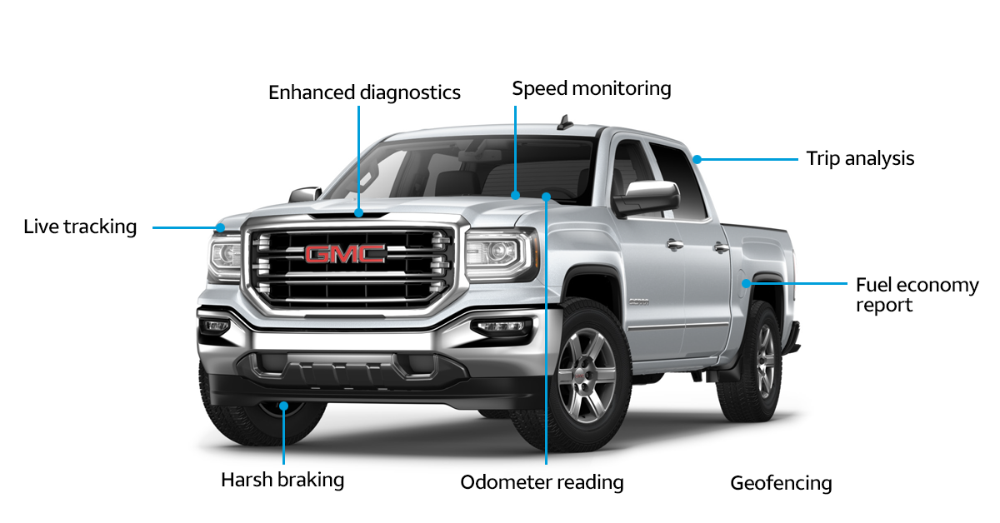 Enhanced diagnostics
Speed monitoring
Trip analysis
Live tracking
GMC
Fuel economy
report
Harsh braking
Odometer reading
Geofencing